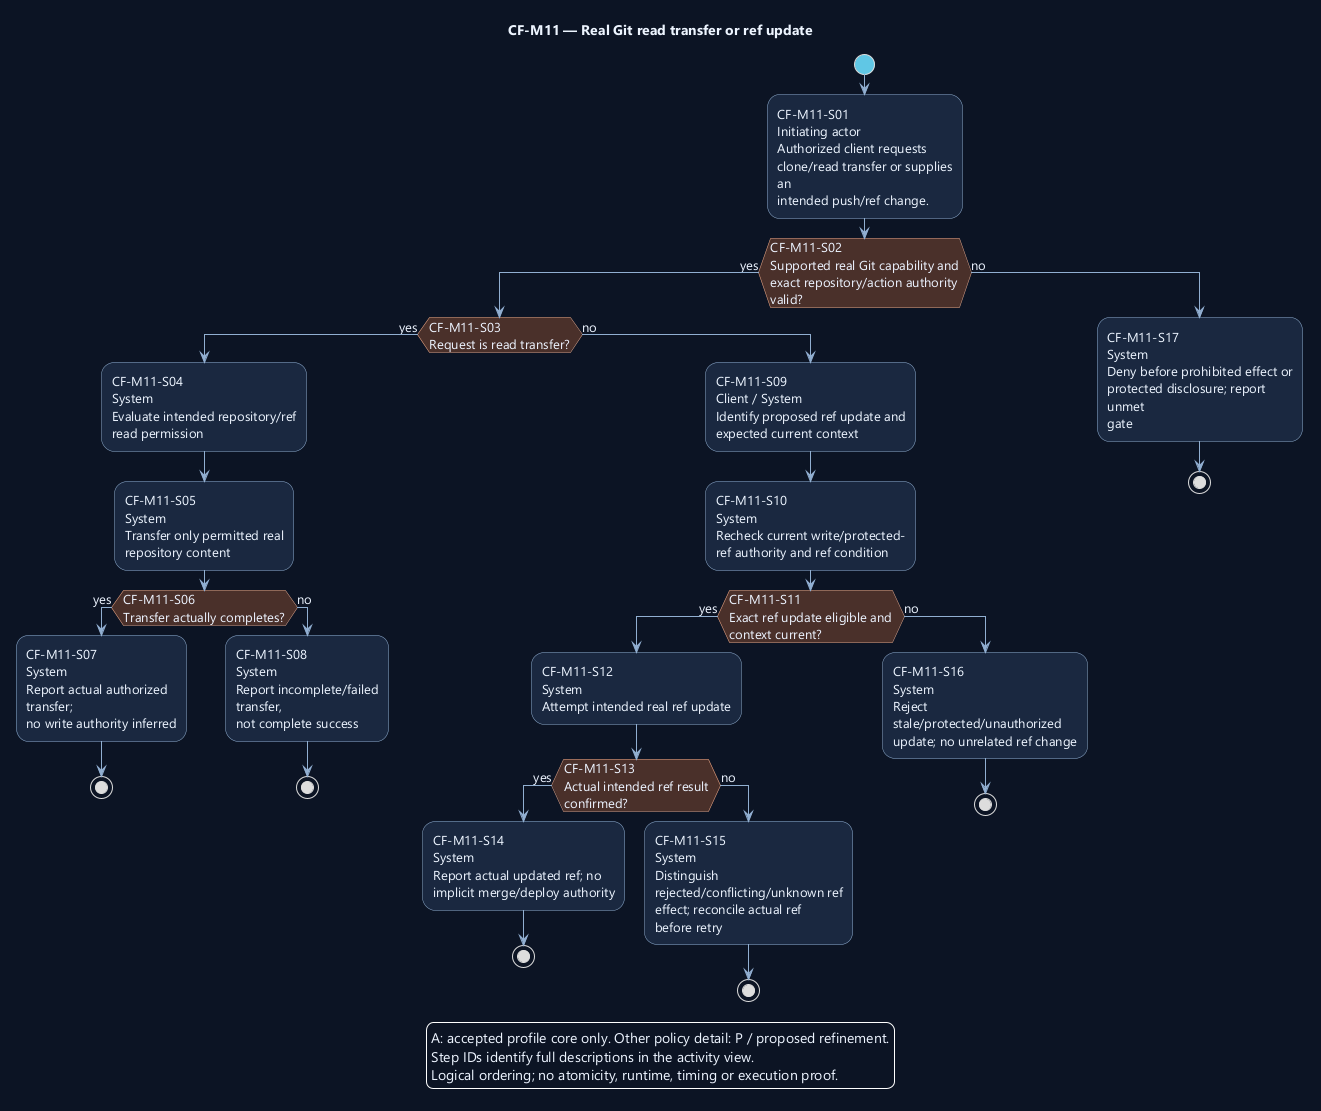 CF-M11 — Real Git read transfer or ref update
CF-M11-S01
Initiating actor
Authorized client requests
clone/read transfer or supplies
an
intended push/ref change.
CF-M11-S02
Supported real Git capability and
exact repository/action authority
valid?
yes
no
CF-M11-S03
Request is read transfer?
yes
no
CF-M11-S04
System
Evaluate intended repository/ref
read permission
CF-M11-S05
System
Transfer only permitted real
repository content
CF-M11-S06
Transfer actually completes?
yes
no
CF-M11-S07
System
Report actual authorized
transfer;
no write authority inferred
CF-M11-S08
System
Report incomplete/failed
transfer,
not complete success
CF-M11-S09
Client / System
Identify proposed ref update and
expected current context
CF-M11-S10
System
Recheck current write/protected-
ref authority and ref condition
CF-M11-S11
Exact ref update eligible and
context current?
yes
no
CF-M11-S12
System
Attempt intended real ref update
CF-M11-S13
Actual intended ref result
confirmed?
yes
no
CF-M11-S14
System
Report actual updated ref; no
implicit merge/deploy authority
CF-M11-S15
System
Distinguish
rejected/conflicting/unknown ref
effect; reconcile actual ref
before retry
CF-M11-S16
System
Reject
stale/protected/unauthorized
update; no unrelated ref change
CF-M11-S17
System
Deny before prohibited effect or
protected disclosure; report
unmet
gate
A: accepted profile core only. Other policy detail: P / proposed refinement.
Step IDs identify full descriptions in the activity view.
Logical ordering; no atomicity, runtime, timing or execution proof.